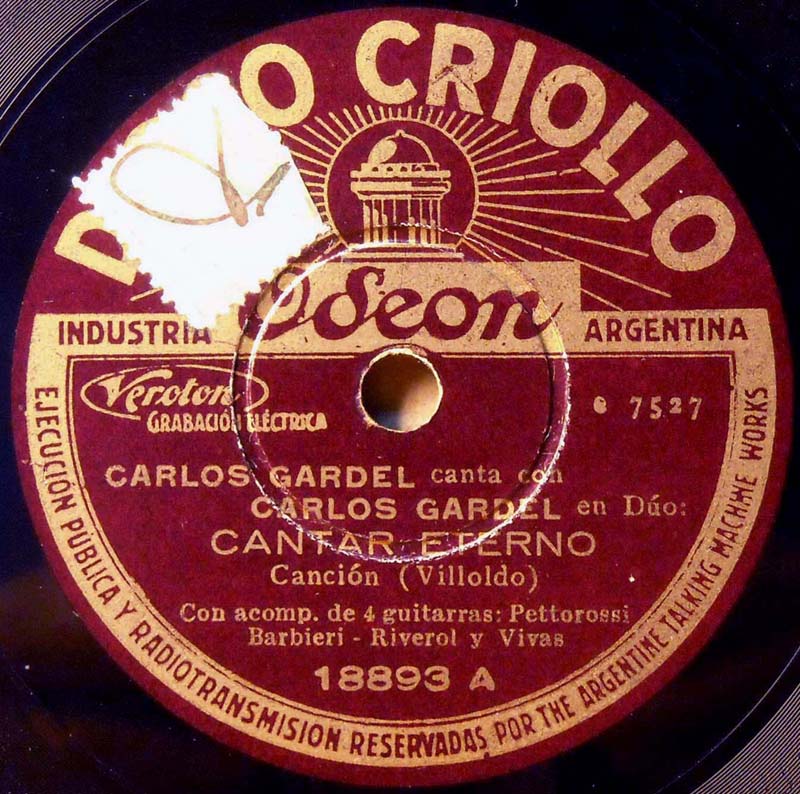 CRIOLLO
Odeon
INDUSTRIA ARGENTINA
Veroton
GRABACION ELÉCTRICA
e 7527
CARLOS GARDEL canta con
CARLOS GARDEL en Dúo:
CANTAR ETERNO
Canción (Villoldo)
Con acomp. de 4 guitarras: Pettorossi
Barbieri - Riverol y Vivas
18893 A
EJECUCIÓN PÚBLICA Y RADIOTRANSMISION RESERVADAS POR THE ARGENTINE TALKING MACHINE WORKS